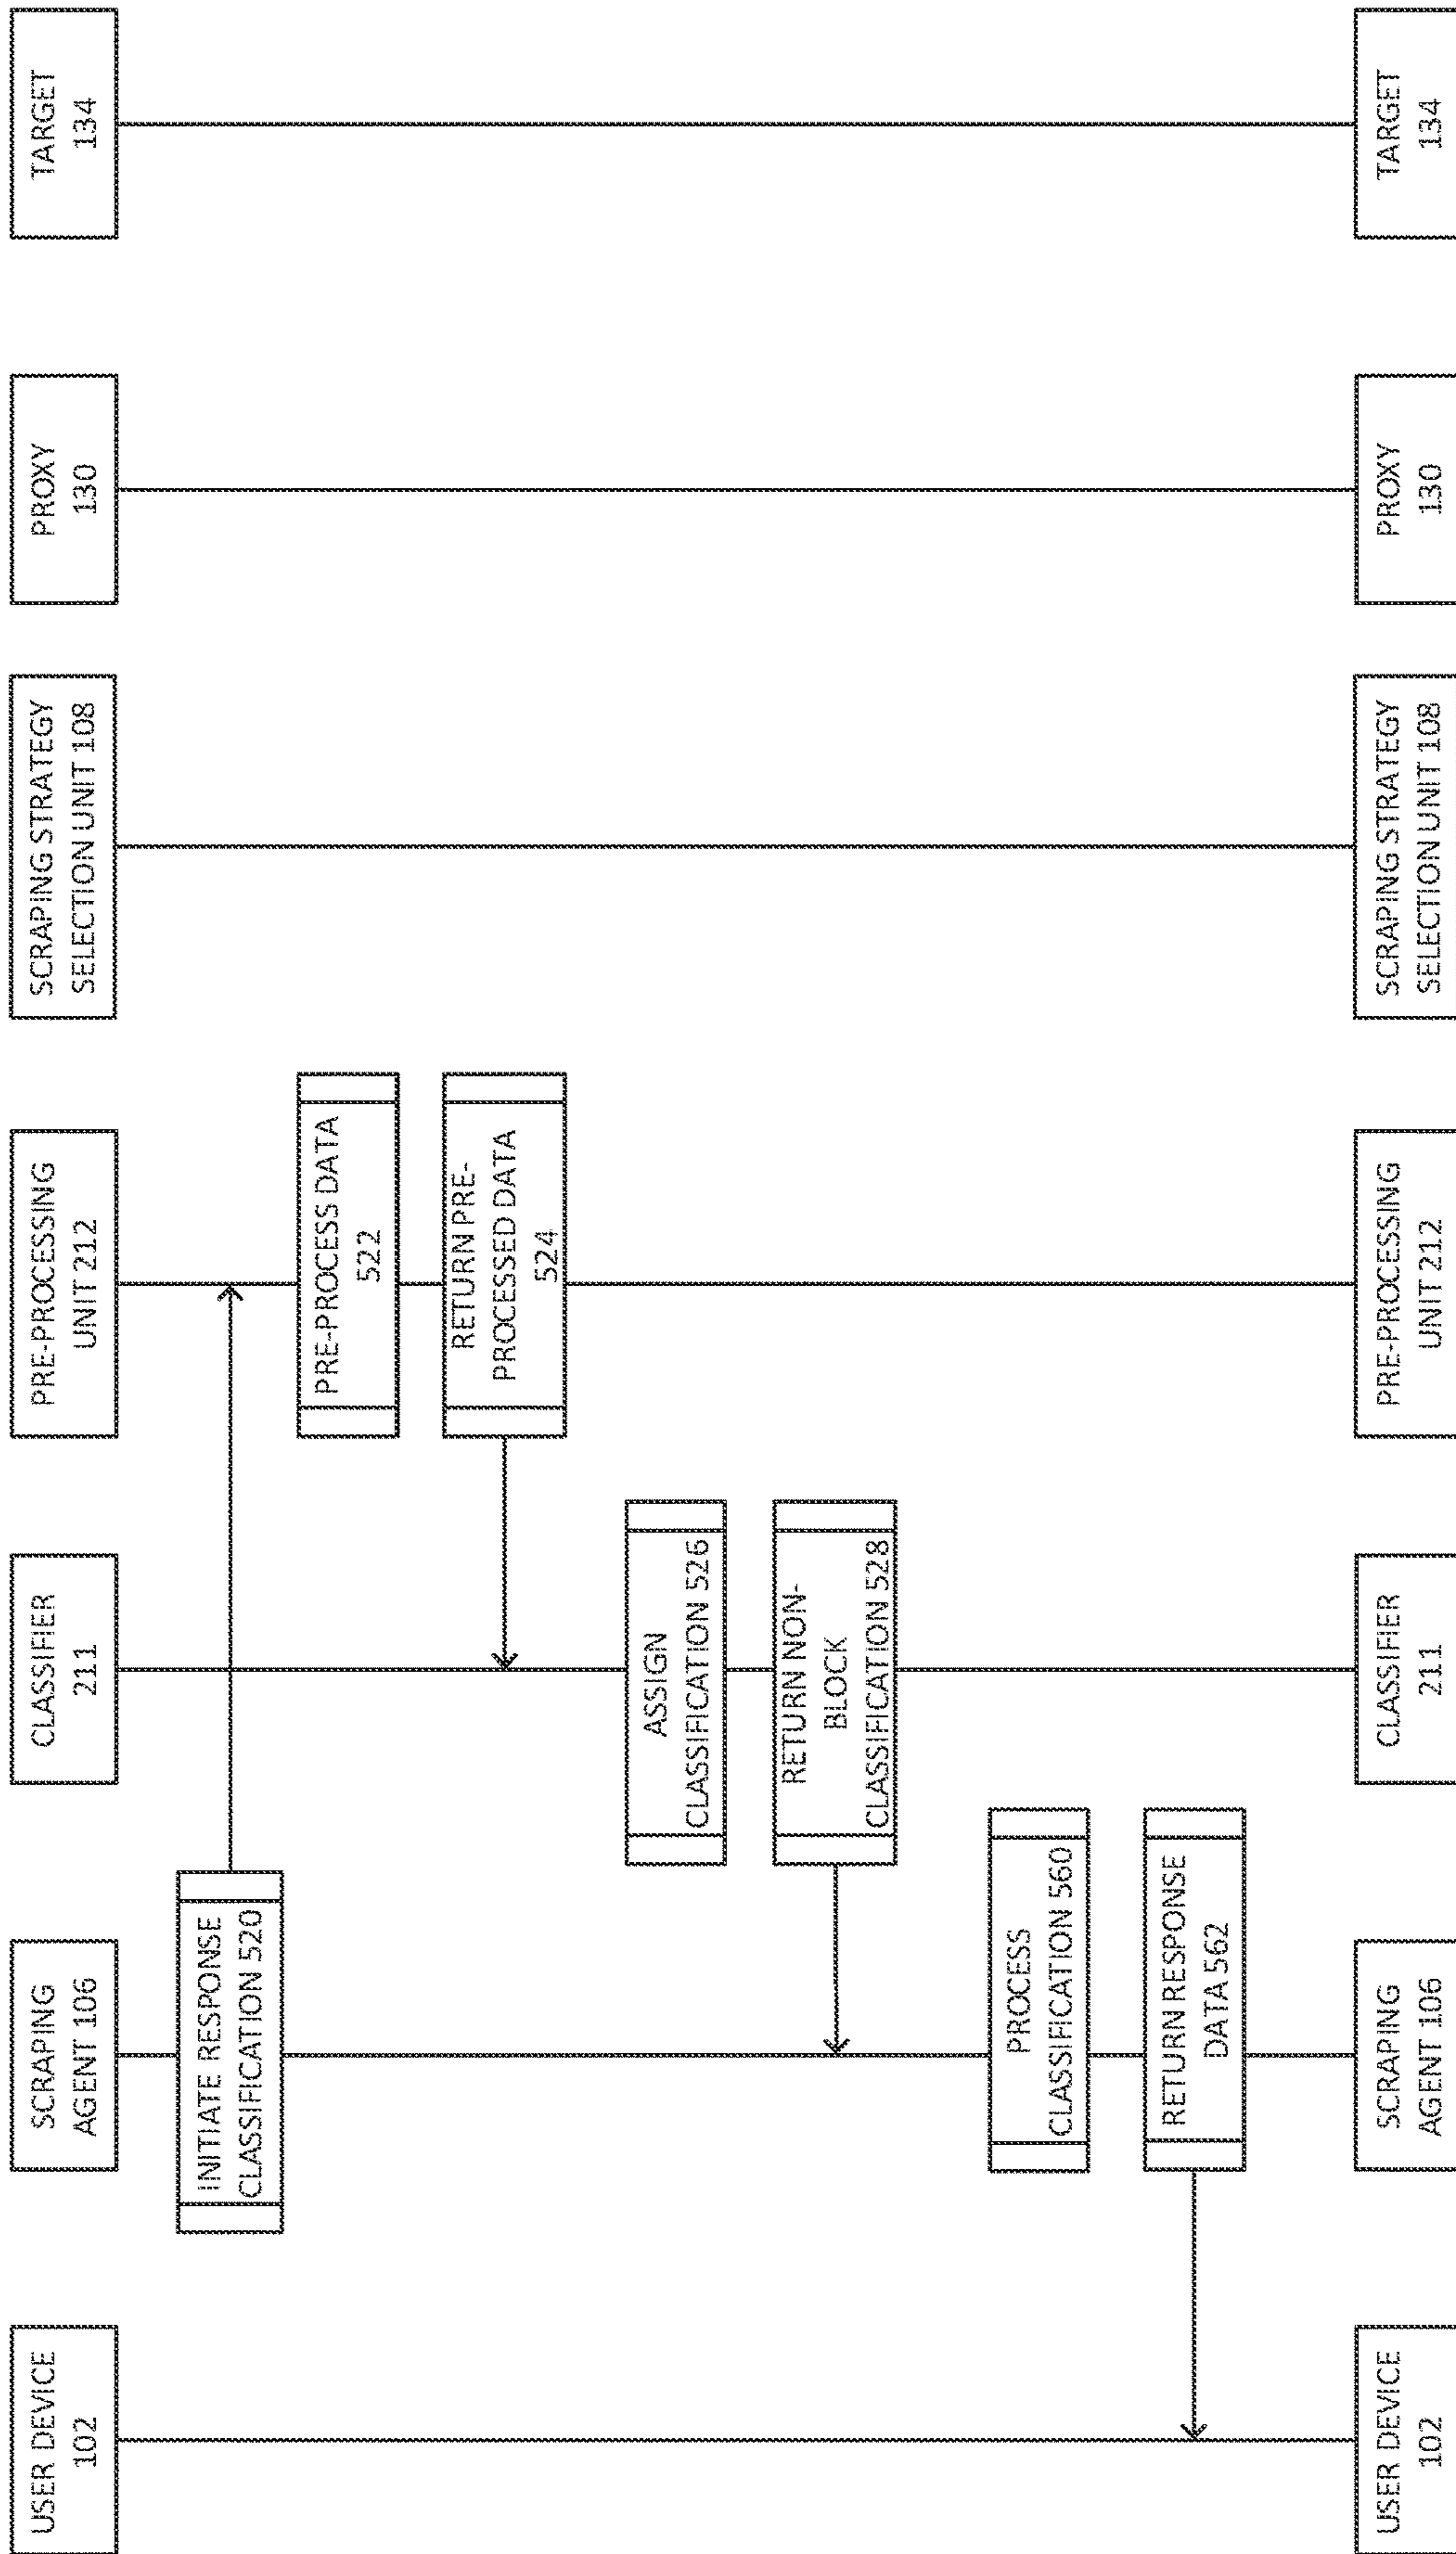 USER DEVICE
102
SCRAPING
AGENT 106
CLASSIFIER
211
PRE-PROCESSING
UNIT 212
SCRAPING STRATEGY
SELECTION UNIT 108
PROXY
130
TARGET
134
INITIATE RESPONSE
CLASSIFICATION 520
PRE-PROCESS DATA
522
RETURN PRE-
PROCESSED DATA
524
ASSIGN
CLASSIFICATION 526
RETURN NON-
BLOCK
CLASSIFICATION 528
PROCESS
CLASSIFICATION 560
RETURN RESPONSE
DATA 562
USER DEVICE
102
SCRAPING
AGENT 106
CLASSIFIER
211
PRE-PROCESSING
UNIT 212
SCRAPING STRATEGY
SELECTION UNIT 108
PROXY
130
TARGET
134